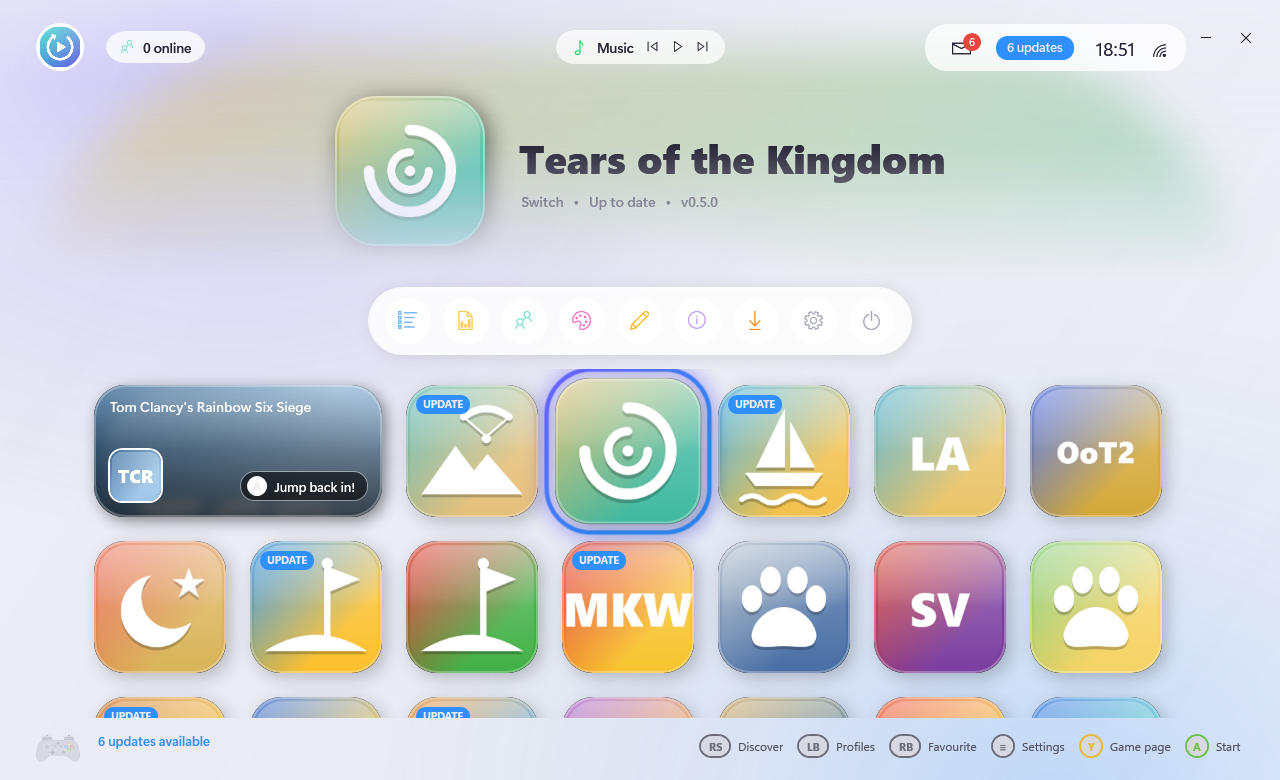 0 online
Music
6
6 updates
18:51
Tears of the Kingdom
Switch • Up to date • v0.5.0
Tom Clancy's Rainbow Six Siege
TCR
A Jump back in!
UPDATE
UPDATE
LA
OoT2
UPDATE
UPDATE
MKW
SV
UPDATE
UPDATE
6 updates available
RS Discover
LB Profiles
RB Favourite
≡ Settings
Y Game page
A Start